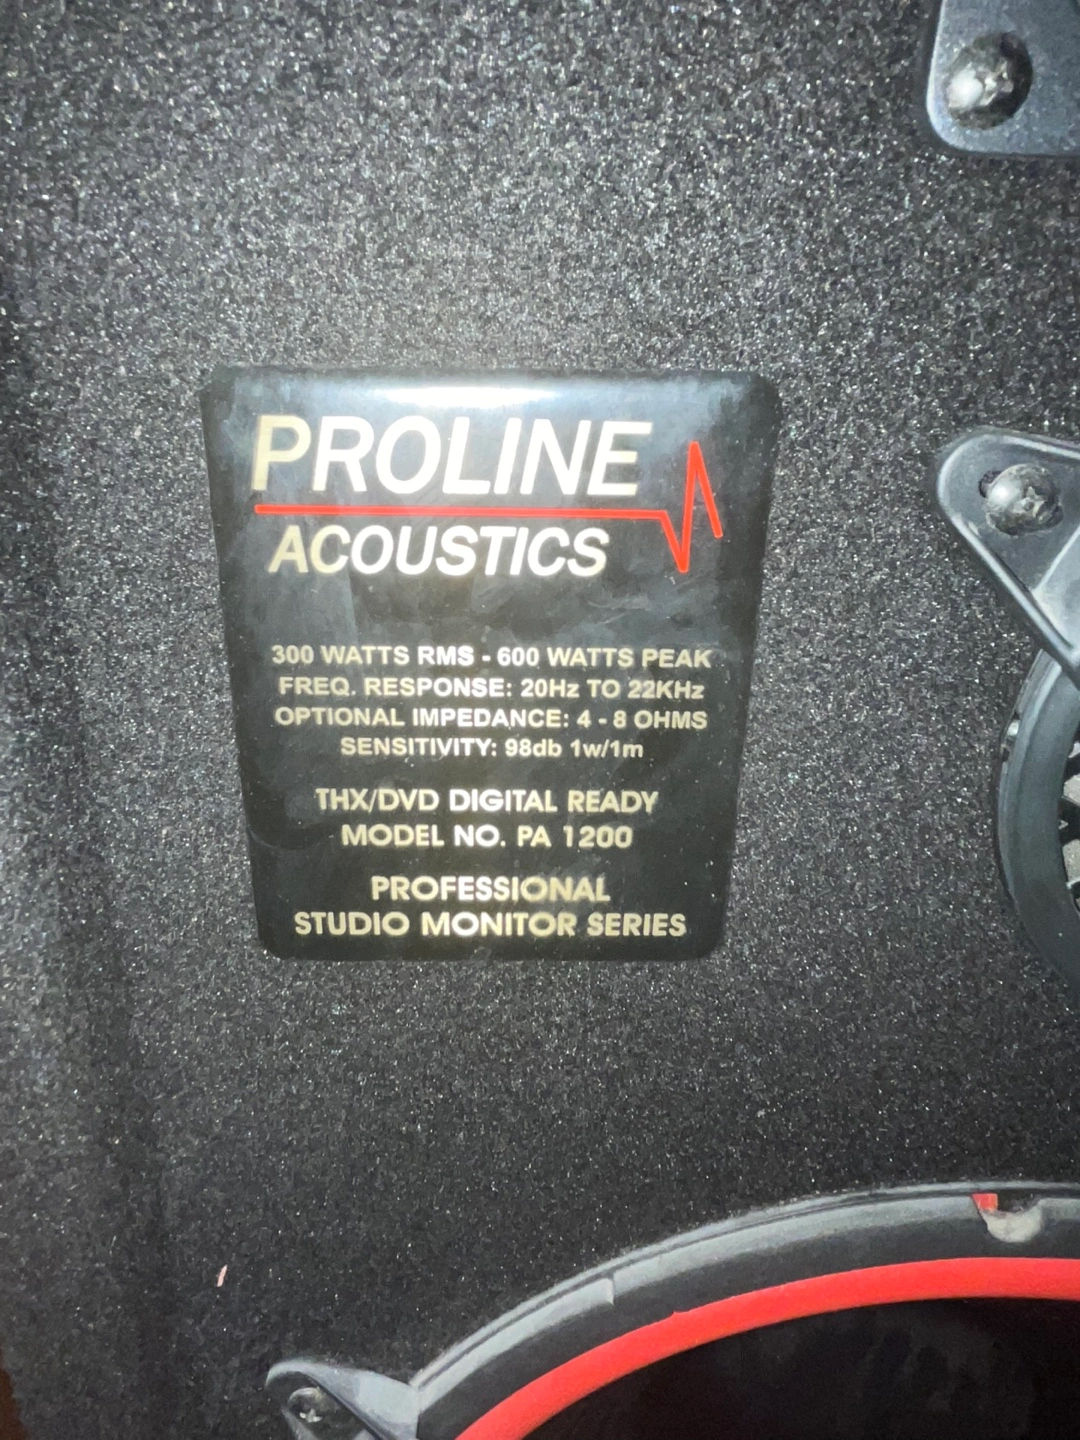 PROLINE
ACOUSTICS
300 WATTS RMS - 600 WATTS PEAK
FREQ. RESPONSE: 20Hz TO 22KHz
OPTIONAL IMPEDANCE: 4 - 8 OHMS
SENSITIVITY: 98db 1w/1m
THX/DVD DIGITAL READY
MODEL NO. PA 1200
PROFESSIONAL
STUDIO MONITOR SERIES